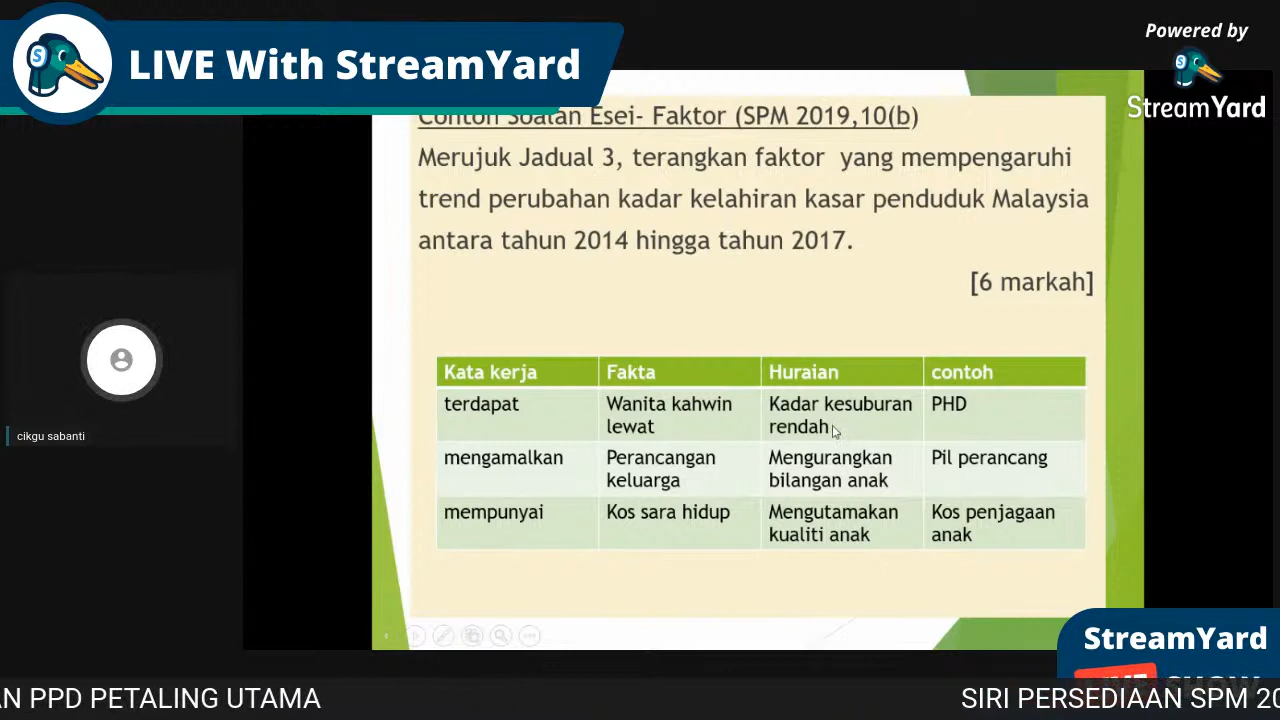 LIVE With StreamYard
Powered by
StreamYard
Contoh Soalan Esei- Faktor (SPM 2019,10(b)
Merujuk Jadual 3, terangkan faktor yang mempengaruhi
trend perubahan kadar kelahiran kasar penduduk Malaysia
antara tahun 2014 hingga tahun 2017.
[6 markah]
Kata kerja Fakta Huraian contoh
terdapat Wanita kahwin lewat Kadar kesuburan rendah PHD
mengamalkan Perancangan keluarga Mengurangkan bilangan anak Pil perancang
mempunyai Kos sara hidup Mengutamakan kualiti anak Kos penjagaan anak
cikgu sabanti
StreamYard
LIVE SHOW
AN PPD PETALING UTAMA
SIRI PERSEDIAAN SPM 20